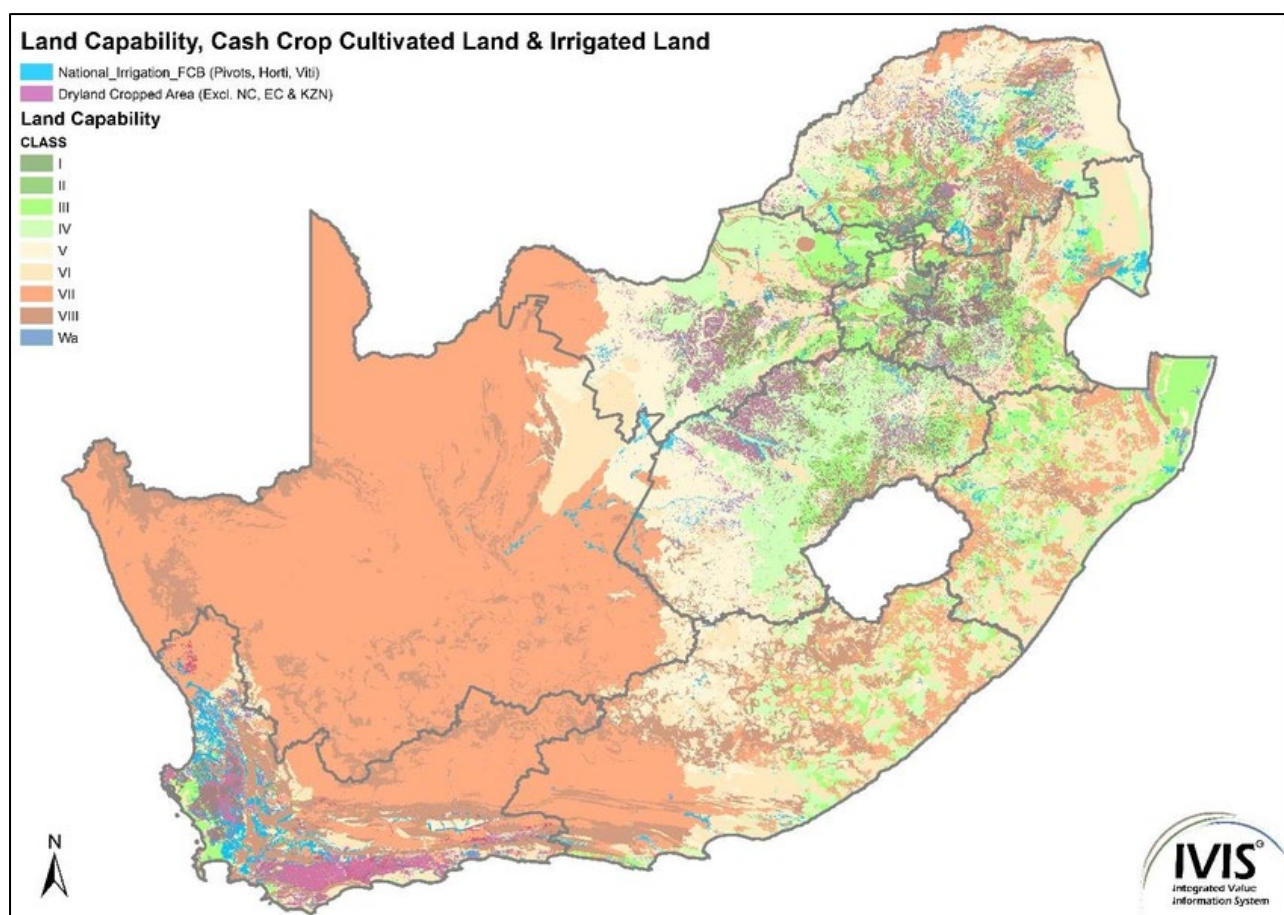 Land Capability, Cash Crop Cultivated Land & Irrigated Land
National_Irrigation_FCB (Pivots, Horti, Viti)
Dryland Cropped Area (Excl. NC, EC & KZN)
Land Capability
CLASS
I
II
III
IV
V
VI
VII
VIII
Wa
N
IVIS
Integrated Value
Information System